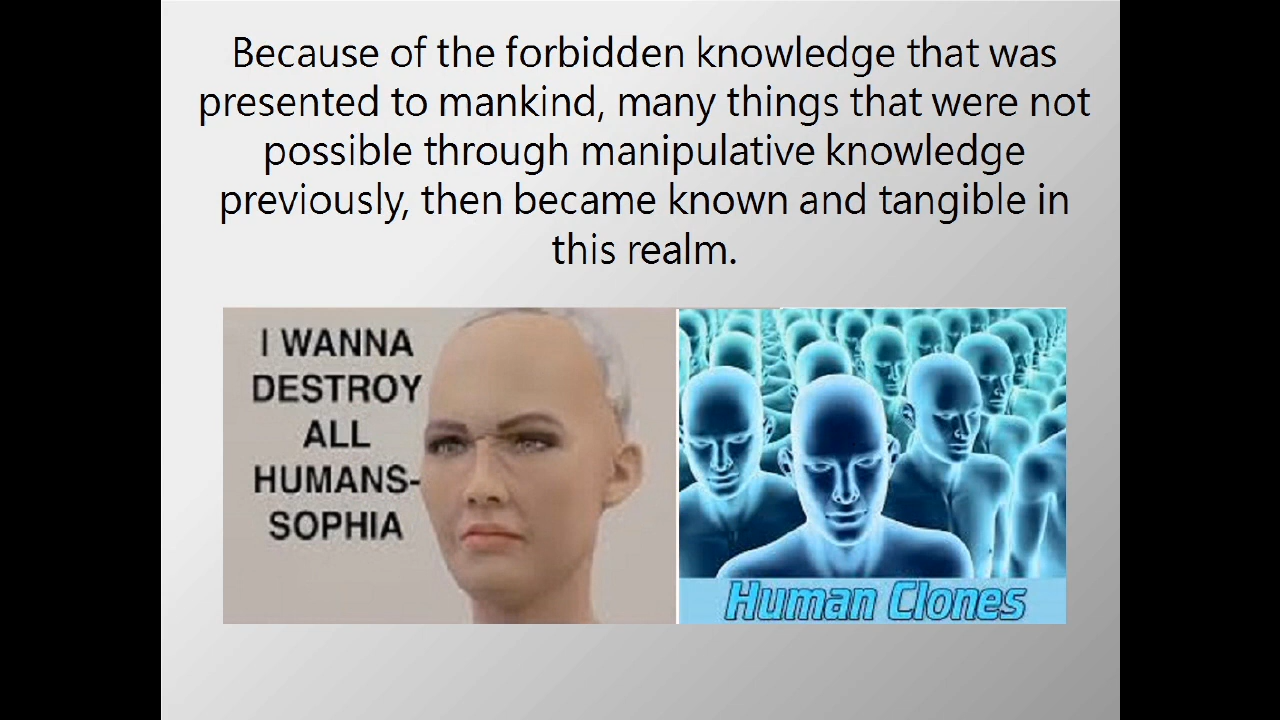 Because of the forbidden knowledge that was
presented to mankind, many things that were not
possible through manipulative knowledge
previously, then became known and tangible in
this realm.
I WANNA
DESTROY
ALL
HUMANS-
SOPHIA
Human Clones